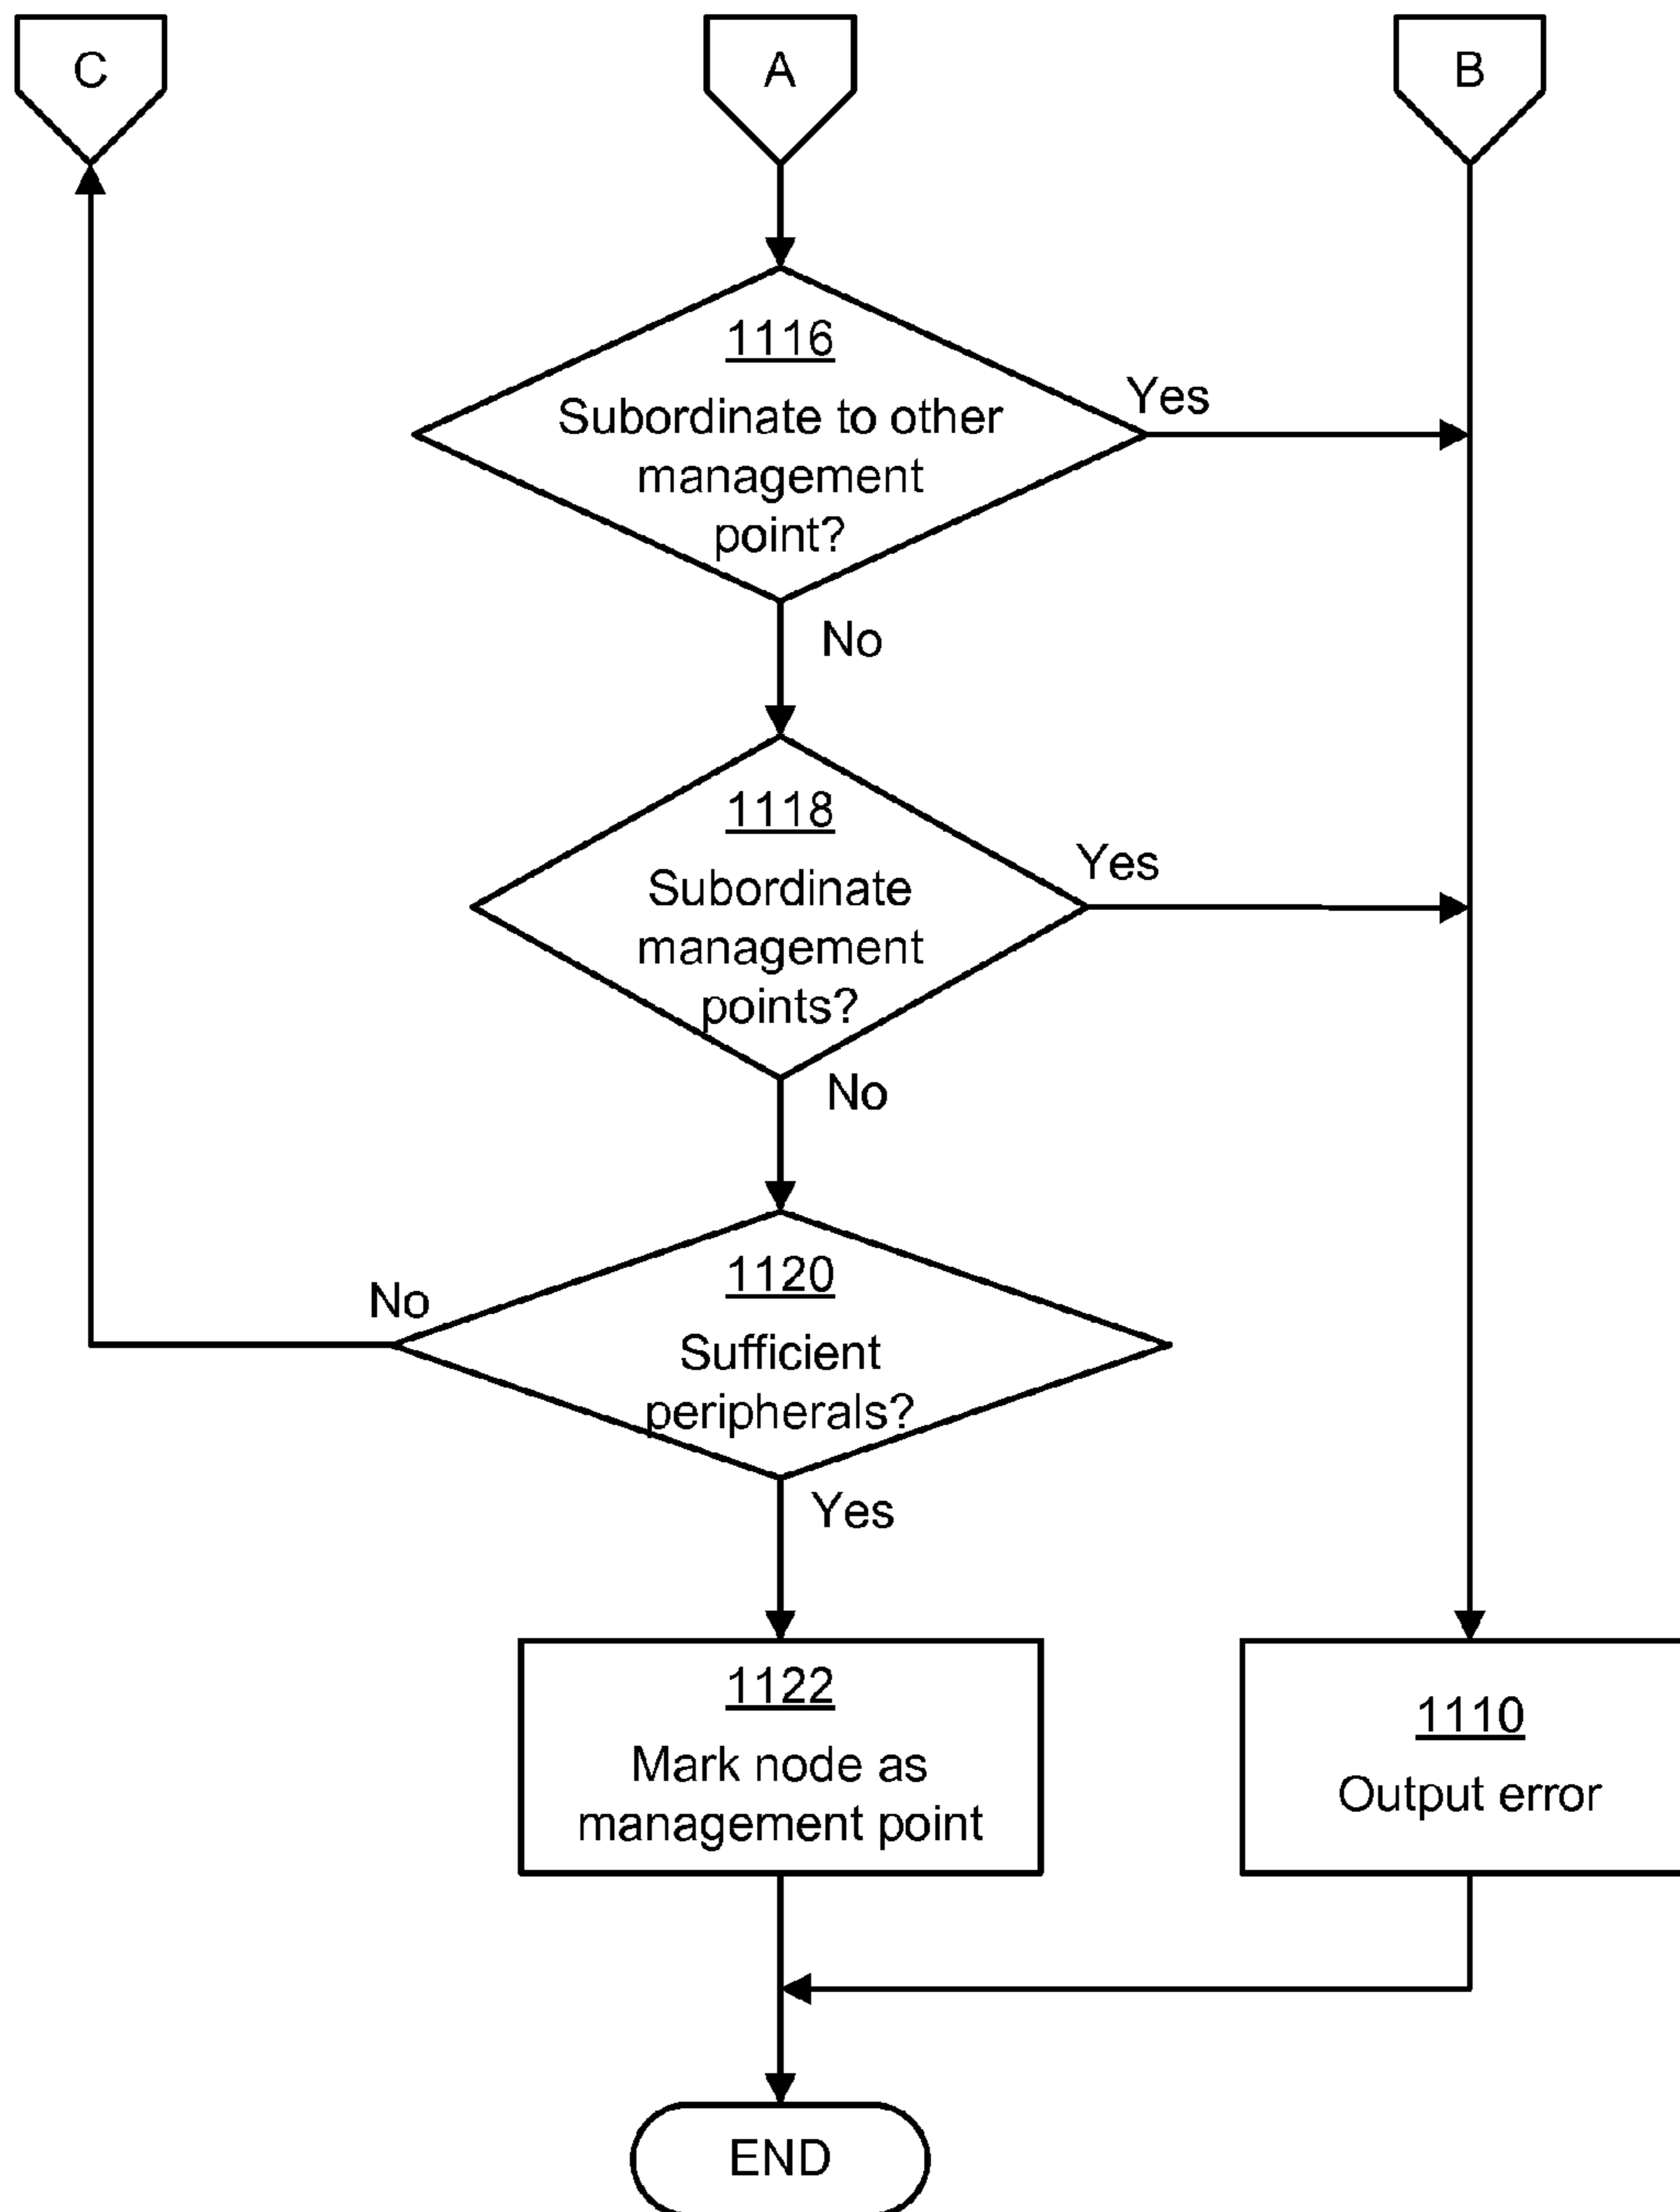 C
A
B
1116
Subordinate to other
management
point?
Yes
No
1118
Subordinate
management
points?
Yes
No
1120
Sufficient
peripherals?
No
Yes
1122
Mark node as
management point
1110
Output error
END